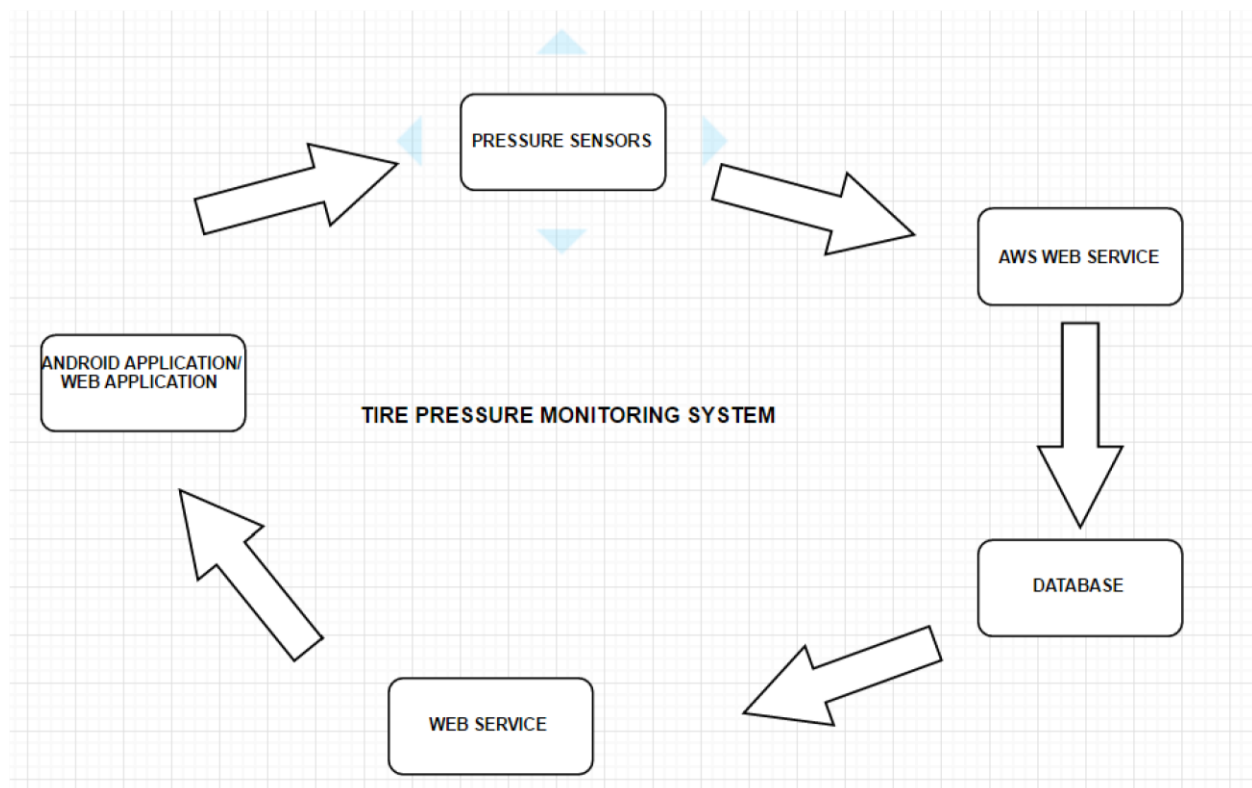 PRESSURE SENSORS
AWS WEB SERVICE
ANDROID APPLICATION/
WEB APPLICATION
TIRE PRESSURE MONITORING SYSTEM
DATABASE
WEB SERVICE